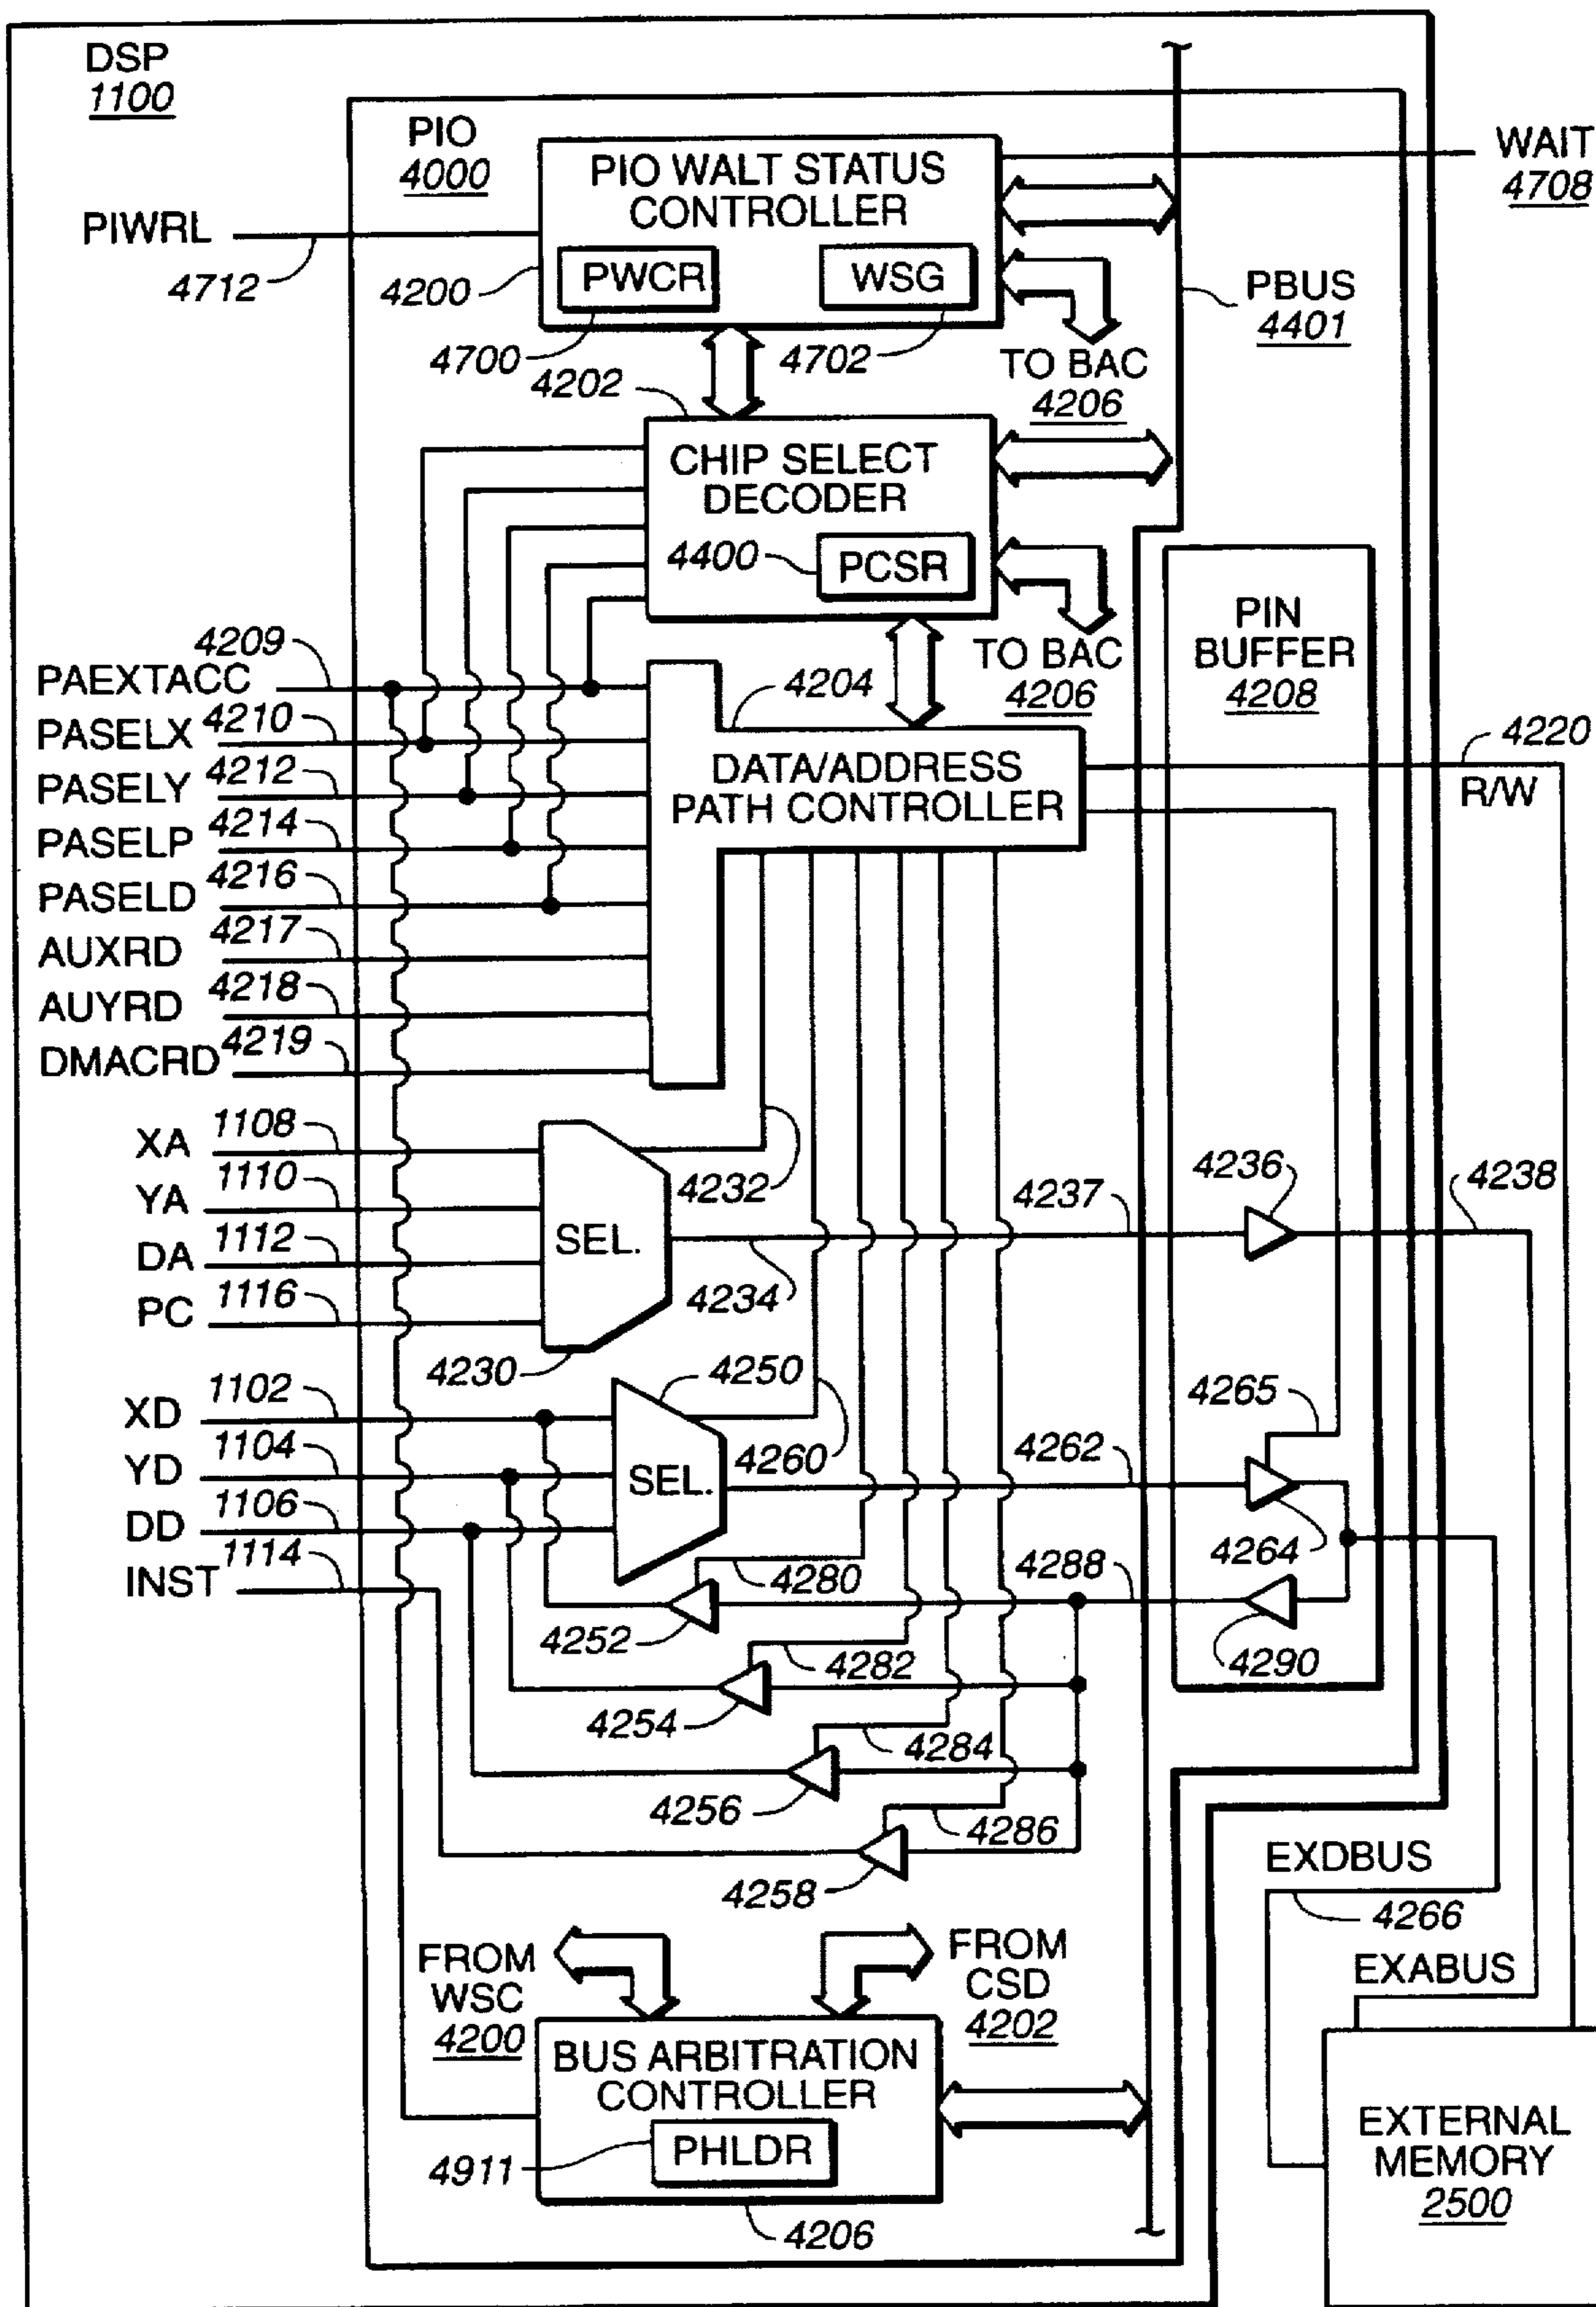 DSP
1100
PIO
4000
PIO WALT STATUS
CONTROLLER
PWCR
WSG
WAIT
4708
PIWRL
4712
4200
4700
4702
PBUS
4401
TO BAC
4206
4202
CHIP SELECT
DECODER
4400
PCSR
TO BAC
4206
PIN
BUFFER
4208
4209
PAEXTACC
4210
PASELX
4212
PASELY
4214
PASELP
4216
PASELD
4217
AUXRD
4218
AUYRD
4219
DMACRD
4204
DATA/ADDRESS
PATH CONTROLLER
4220
R/W
XA 1108
YA 1110
DA 1112
PC 1116
SEL.
4230
4232
4234
4237
4236
4238
XD 1102
YD 1104
DD 1106
INST 1114
4250
SEL.
4260
4262
4265
4264
4280
4288
4252
4290
4282
4254
4284
4256
4286
4258
EXDBUS
4266
EXABUS
FROM
WSC
4200
FROM
CSD
4202
BUS ARBITRATION
CONTROLLER
4911
PHLDR
4206
EXTERNAL
MEMORY
2500